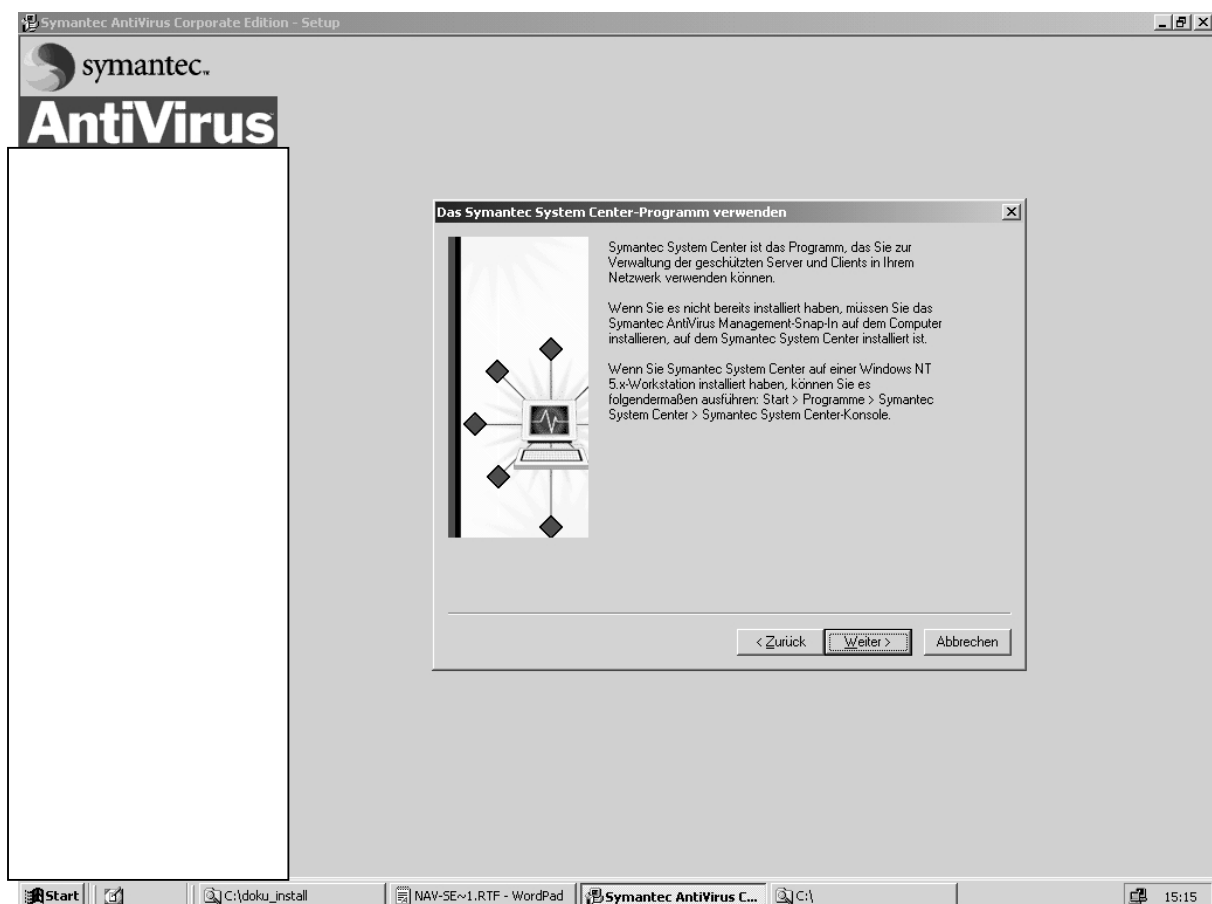 Symantec AntiVirus Corporate Edition - Setup
symantec™
AntiVirus
Das Symantec System Center-Programm verwenden
Symantec System Center ist das Programm, das Sie zur
Verwaltung der geschützten Server und Clients in Ihrem
Netzwerk verwenden können.
Wenn Sie es nicht bereits installiert haben, müssen Sie das
Symantec AntiVirus Management-Snap-In auf dem Computer
installieren, auf dem Symantec System Center installiert ist.
Wenn Sie Symantec System Center auf einer Windows NT
5.x-Workstation installiert haben, können Sie es
folgendermaßen ausführen: Start > Programme > Symantec
System Center > Symantec System Center-Konsole.
< Zurück Weiter > Abbrechen
Start C:\doku_install NAV-SE~1.RTF - WordPad Symantec AntiVirus C... C:\ 15:15